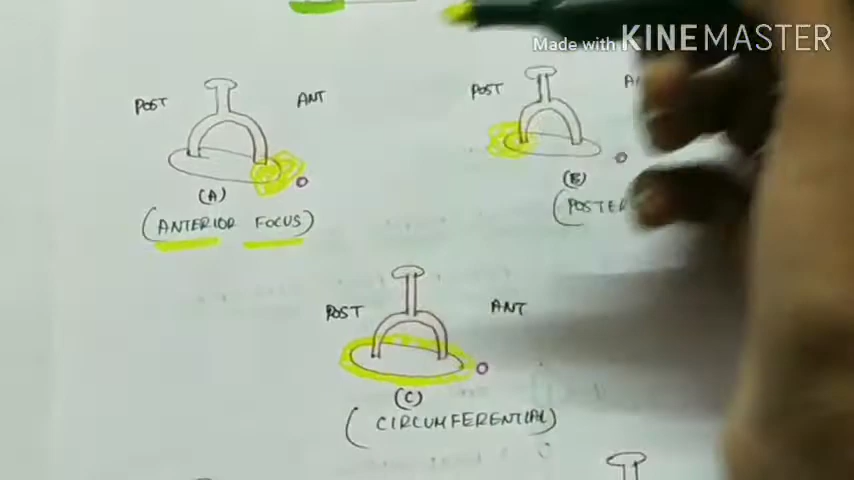 Made with KINEMASTER
POST ANT POST
(A) (B)
(ANTERIOR FOCUS)
POST ANT
(C)
(CIRCUMFERENTIAL)